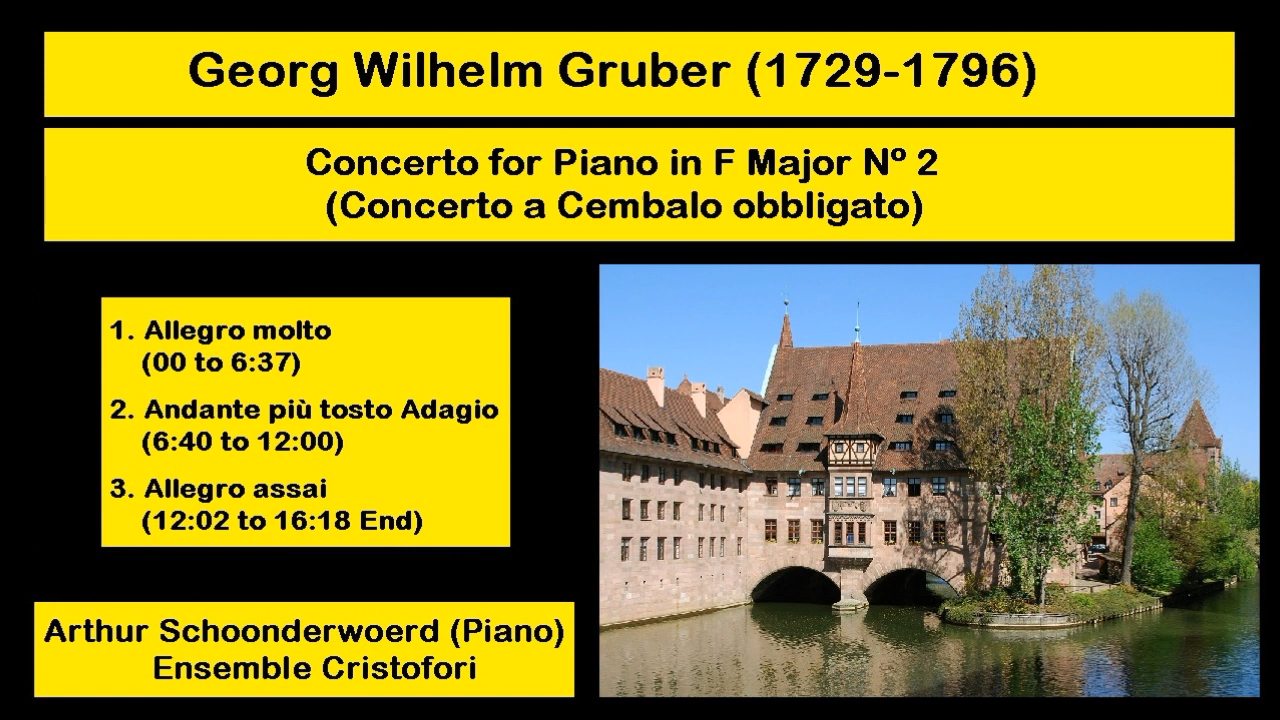 Georg Wilhelm Gruber (1729-1796)
Concerto for Piano in F Major Nº 2
(Concerto a Cembalo obbligato)
1. Allegro molto
(00 to 6:37)
2. Andante più tosto Adagio
(6:40 to 12:00)
3. Allegro assai
(12:02 to 16:18 End)
Arthur Schoonderwoerd (Piano)
Ensemble Cristofori